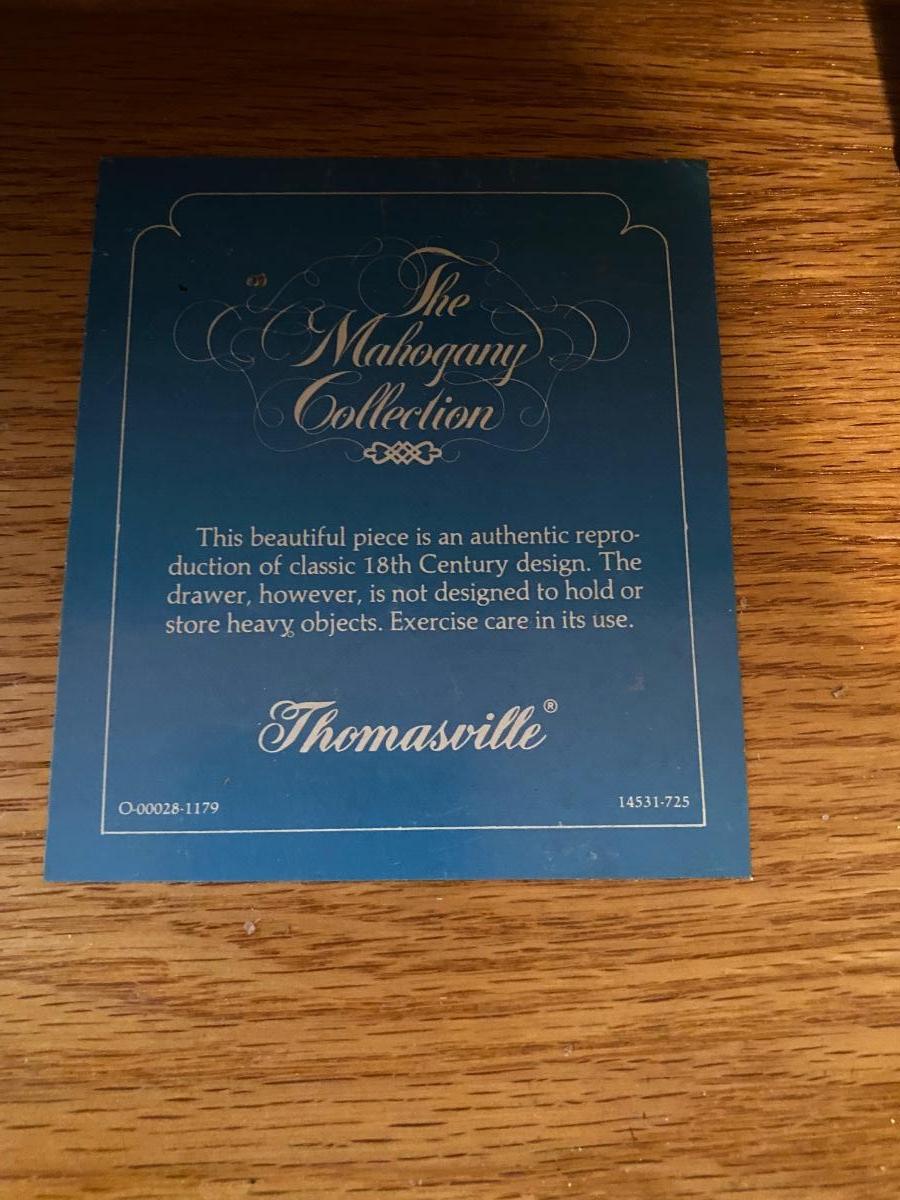 The
Mahogany
Collection
This beautiful piece is an authentic repro-
duction of classic 18th Century design. The
drawer, however, is not designed to hold or
store heavy objects. Exercise care in its use.
Thomasville®
O-00028-1179
14531-725